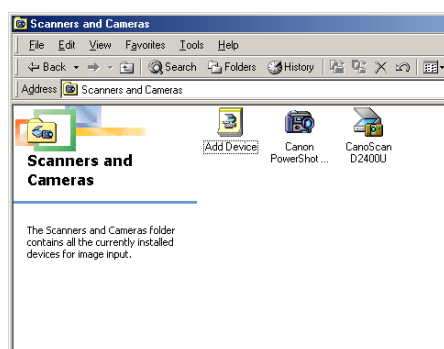 Scanners and Cameras
File Edit View Favorites Tools Help
Back Search Folders History
Address Scanners and Cameras
Scanners and
Cameras
Add Device
Canon
PowerShot ...
CanoScan
D2400U
The Scanners and Cameras folder
contains all the currently installed
devices for image input.